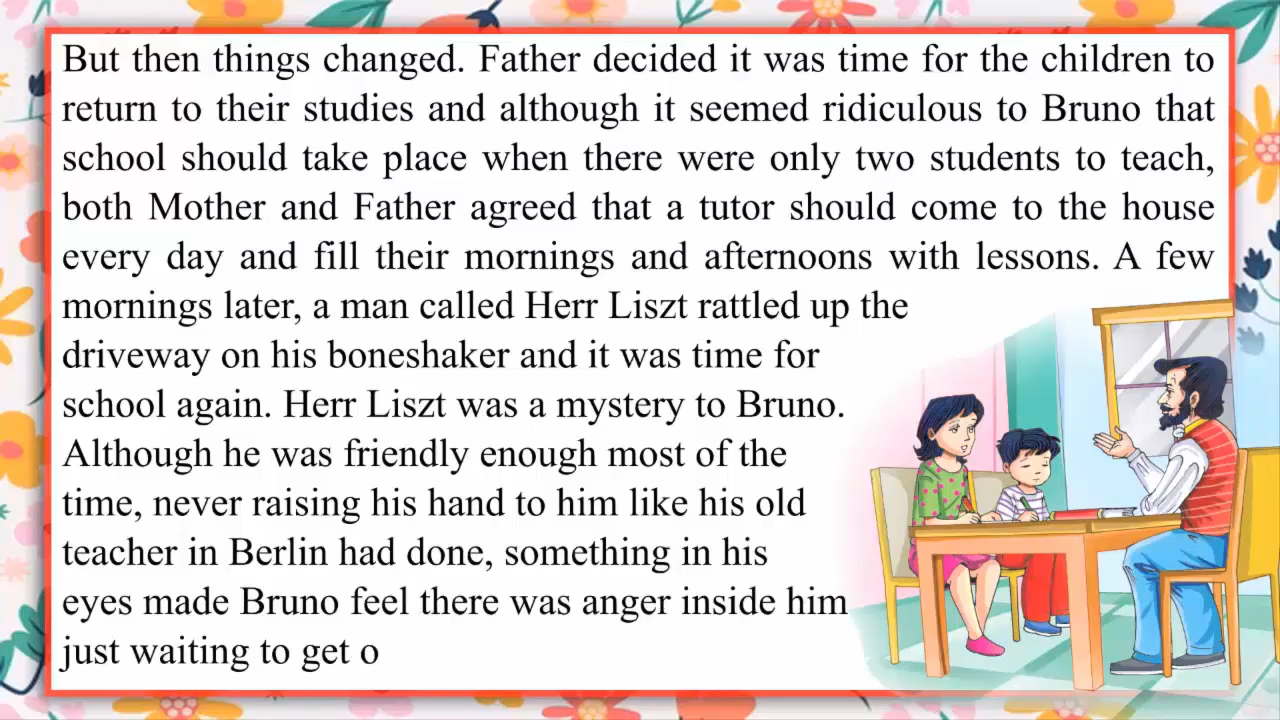 But then things changed. Father decided it was time for the children to
return to their studies and although it seemed ridiculous to Bruno that
school should take place when there were only two students to teach,
both Mother and Father agreed that a tutor should come to the house
every day and fill their mornings and afternoons with lessons. A few
mornings later, a man called Herr Liszt rattled up the
driveway on his boneshaker and it was time for
school again. Herr Liszt was a mystery to Bruno.
Although he was friendly enough most of the
time, never raising his hand to him like his old
teacher in Berlin had done, something in his
eyes made Bruno feel there was anger inside him
just waiting to get o